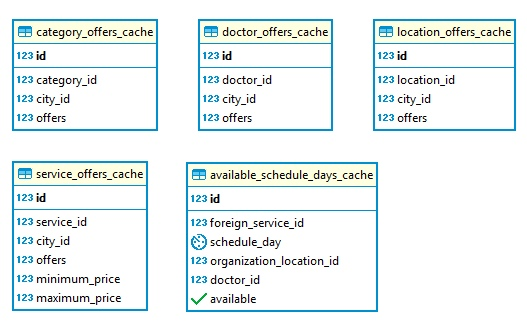 category_offers_cache
123 id
123 category_id
123 city_id
123 offers
doctor_offers_cache
123 id
123 doctor_id
123 city_id
123 offers
location_offers_cache
123 id
123 location_id
123 city_id
123 offers
service_offers_cache
123 id
123 service_id
123 city_id
123 offers
123 minimum_price
123 maximum_price
available_schedule_days_cache
123 id
123 foreign_service_id
schedule_day
123 organization_location_id
123 doctor_id
available